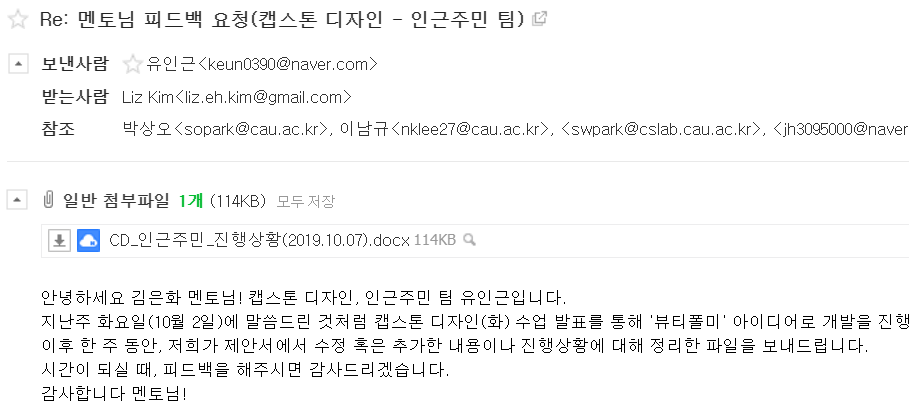 Re: 멘토님 피드백 요청(캡스톤 디자인 - 인근주민 팀)
보낸사람 유인근<keun0390@naver.com>
받는사람 Liz Kim<liz.eh.kim@gmail.com>
참조 박상오<sopark@cau.ac.kr>, 이남규<nklee27@cau.ac.kr>, <swpark@cslab.cau.ac.kr>, <jh3095000@naver
일반 첨부파일 1개 (114KB) 모두 저장
CD_인근주민_진행상황(2019.10.07).docx 114KB
안녕하세요 김은화 멘토님! 캡스톤 디자인, 인근주민 팀 유인근입니다.
지난주 화요일(10월 2일)에 말씀드린 것처럼 캡스톤 디자인(화) 수업 발표를 통해 '뷰티폴미' 아이디어로 개발을 진행
이후 한 주 동안, 저희가 제안서에서 수정 혹은 추가한 내용이나 진행상황에 대해 정리한 파일을 보내드립니다.
시간이 되실 때, 피드백을 해주시면 감사드리겠습니다.
감사합니다 멘토님!